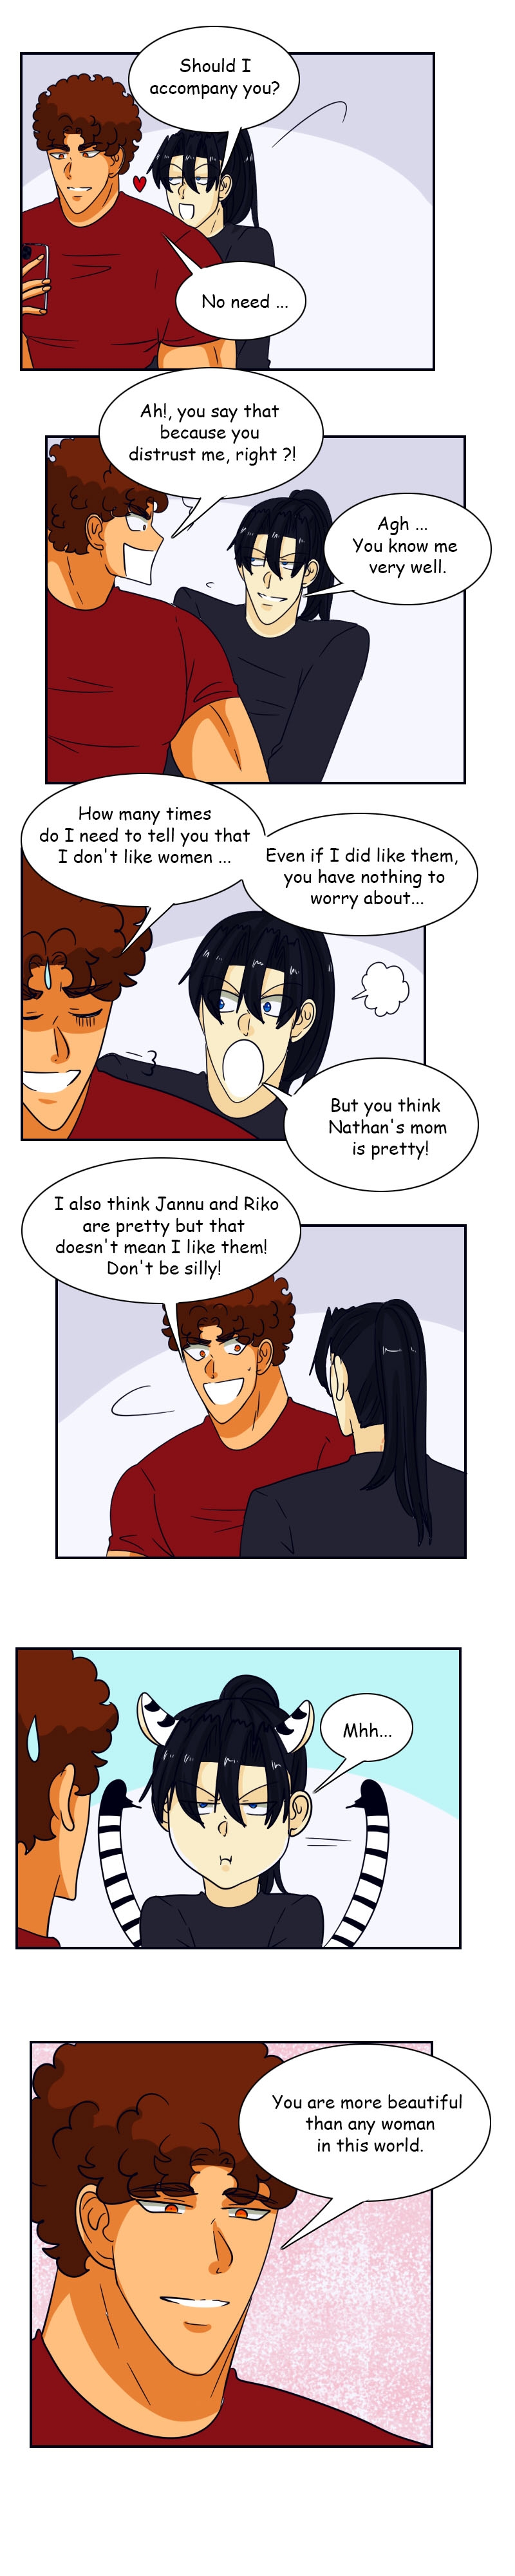 Should I
accompany you?
No need ...
Ah!, you say that
because you
distrust me, right ?!
Agh ...
You know me
very well.
How many times
do I need to tell you that
I don't like women ...
Even if I did like them,
you have nothing to
worry about...
But you think
Nathan's mom
is pretty!
I also think Jannu and Riko
are pretty but that
doesn't mean I like them!
Don't be silly!
Mhh...
You are more beautiful
than any woman
in this world.